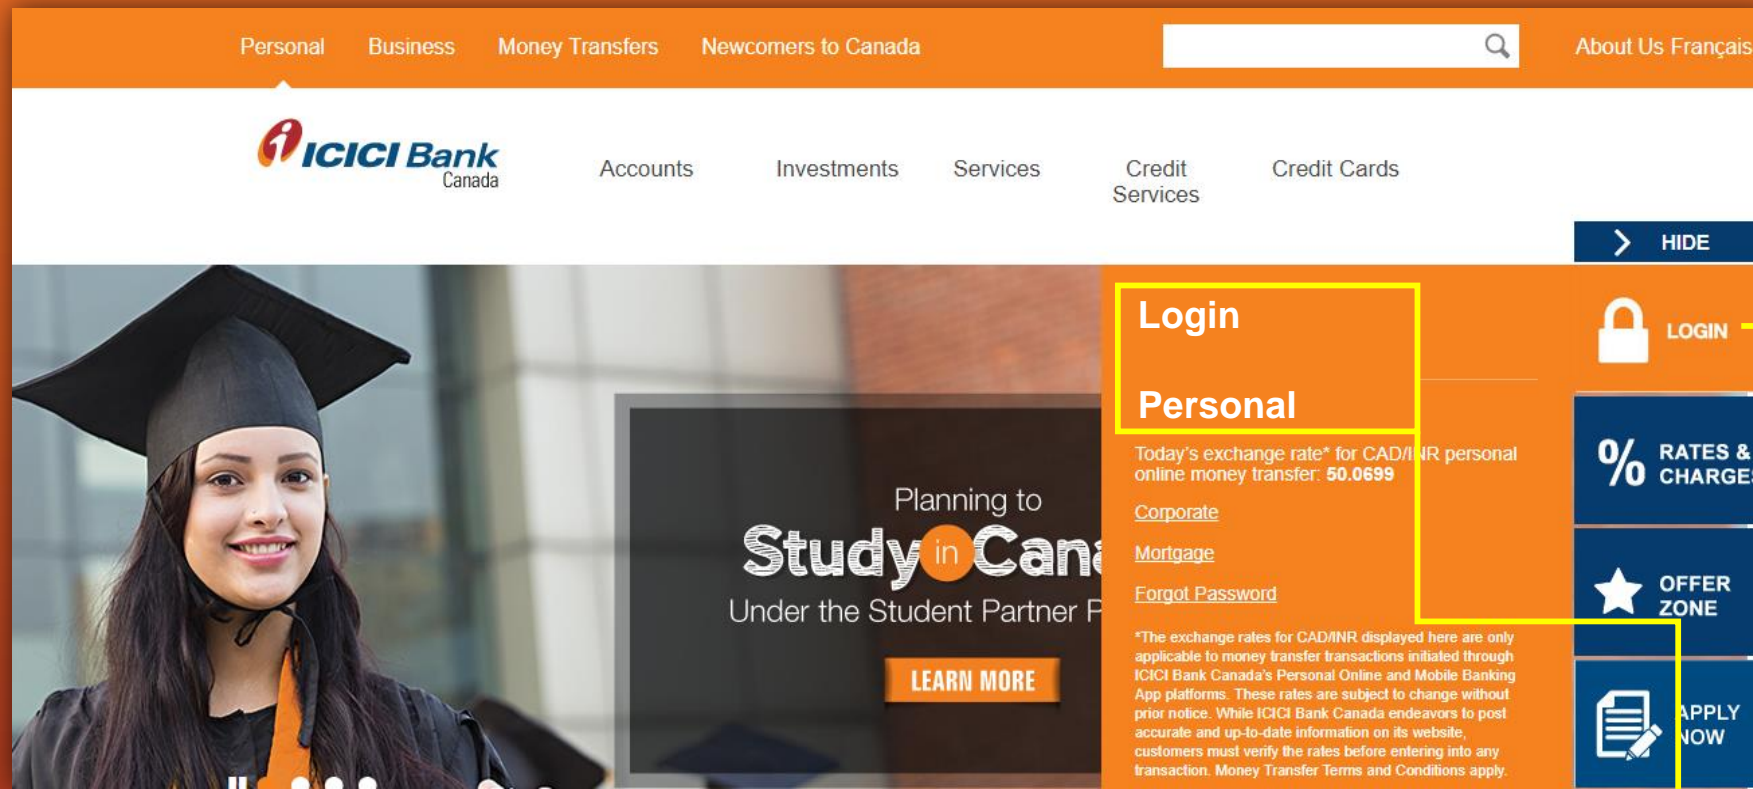 Personal Business Money Transfers Newcomers to Canada About Us Français
ICICI Bank
Canada
Accounts Investments Services Credit Services Credit Cards
HIDE
Login
LOGIN
Personal
Today's exchange rate* for CAD/INR personal
online money transfer: 50.0699
Corporate
Mortgage
Forgot Password
*The exchange rates for CAD/INR displayed here are only
applicable to money transfer transactions initiated through
ICICI Bank Canada's Personal Online and Mobile Banking
App platforms. These rates are subject to change without
prior notice. While ICICI Bank Canada endeavors to post
accurate and up-to-date information on its website,
customers must verify the rates before entering into any
transaction. Money Transfer Terms and Conditions apply.
Planning to
Study in Cana
Under the Student Partner P
LEARN MORE
% RATES &
CHARGES
OFFER
ZONE
APPLY
NOW